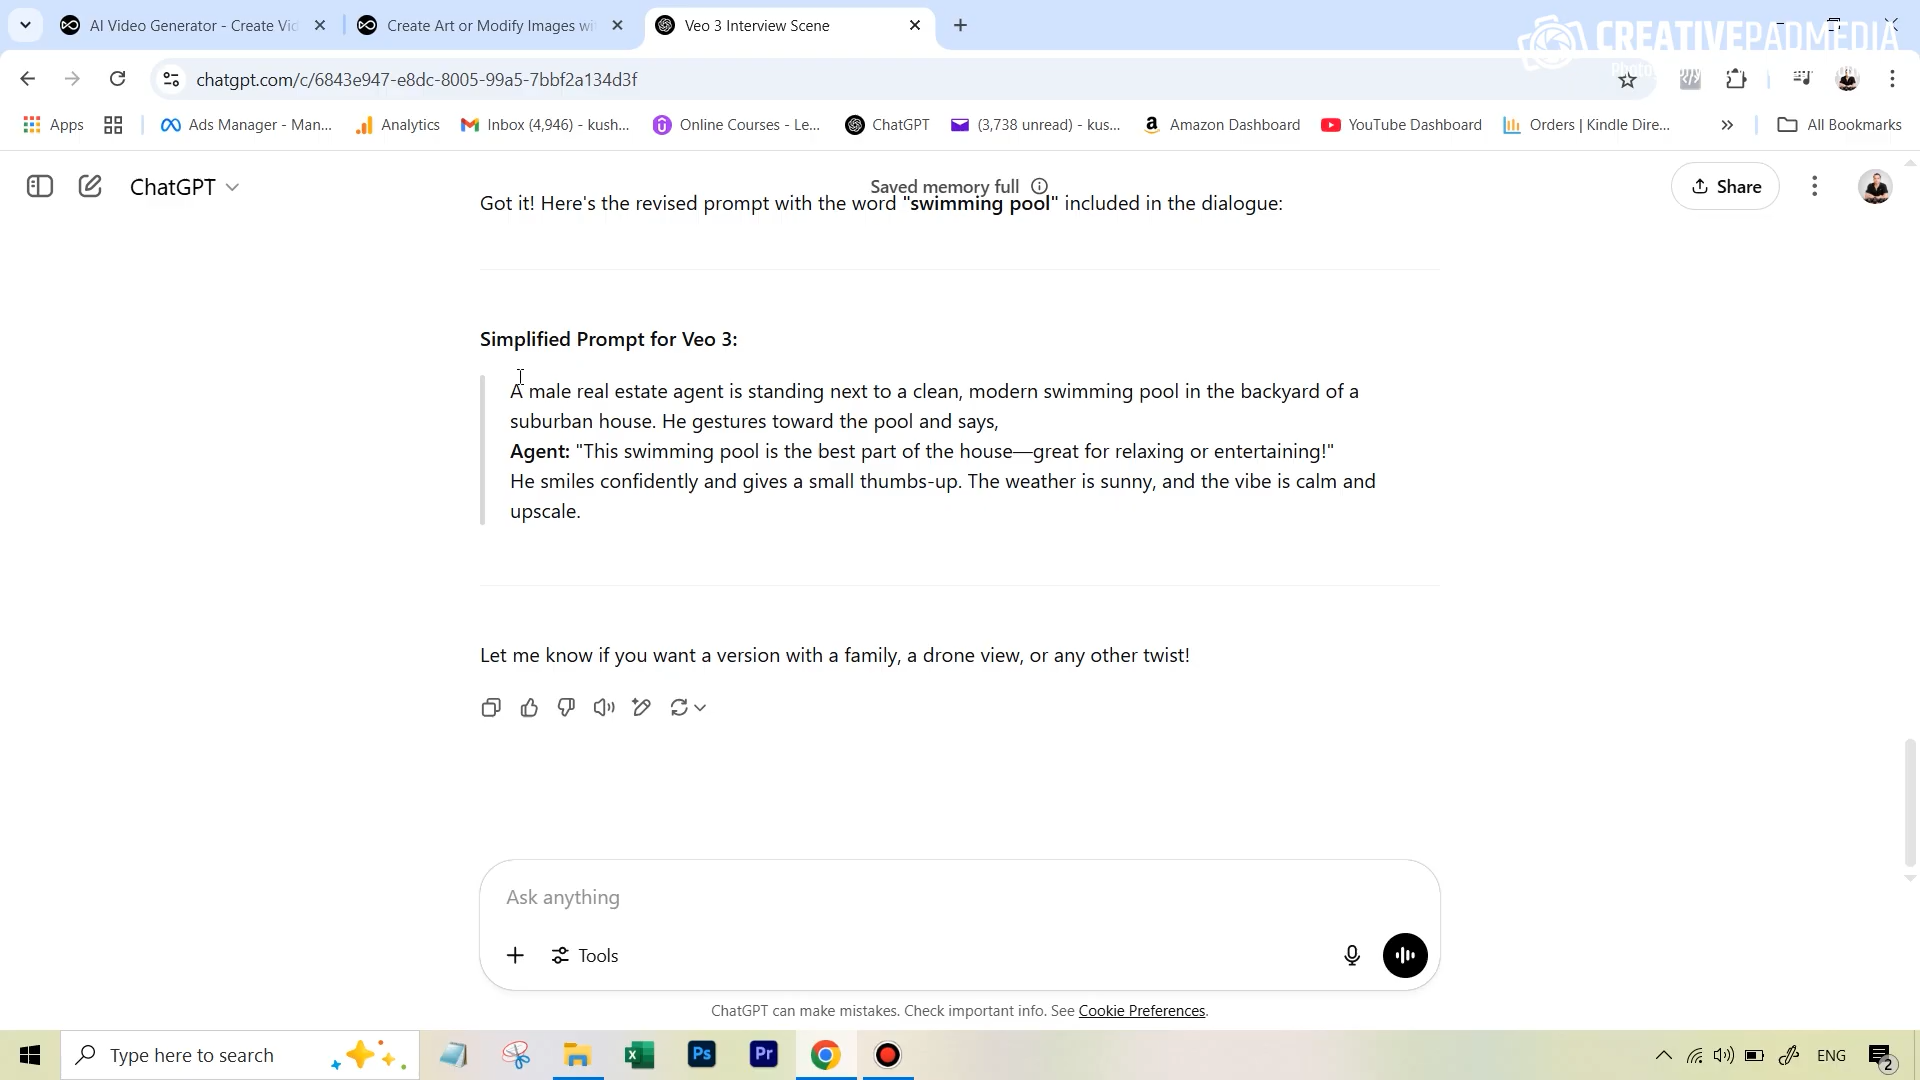 AI Video Generator - Create Vid
Create Art or Modify Images wi
Veo 3 Interview Scene
CREATIVEPADMEDIA
chatgpt.com/c/6843e947-e8dc-8005-99a5-7bbf2a134d3f
Apps
Ads Manager - Man...
Analytics
Inbox (4,946) - kush...
Online Courses - Le...
ChatGPT
(3,738 unread) - kus...
Amazon Dashboard
YouTube Dashboard
Orders | Kindle Dire...
All Bookmarks
ChatGPT
Saved memory full
Share
Got it! Here's the revised prompt with the word "swimming pool" included in the dialogue:
Simplified Prompt for Veo 3:
A male real estate agent is standing next to a clean, modern swimming pool in the backyard of a
suburban house. He gestures toward the pool and says,
Agent: "This swimming pool is the best part of the house—great for relaxing or entertaining!"
He smiles confidently and gives a small thumbs-up. The weather is sunny, and the vibe is calm and
upscale.
Let me know if you want a version with a family, a drone view, or any other twist!
Ask anything
Tools
ChatGPT can make mistakes. Check important info. See Cookie Preferences.
Type here to search
Ps
Pr
ENG
2